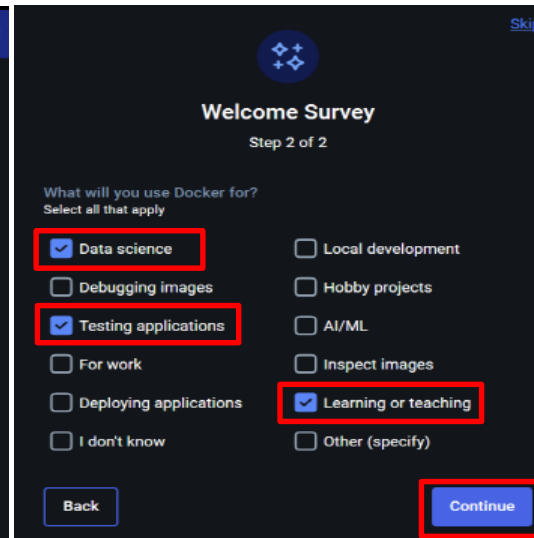 Skip
Welcome Survey
Step 2 of 2
What will you use Docker for?
Select all that apply
Data science
Local development
Debugging images
Hobby projects
Testing applications
AI/ML
For work
Inspect images
Deploying applications
Learning or teaching
I don't know
Other (specify)
Back
Continue